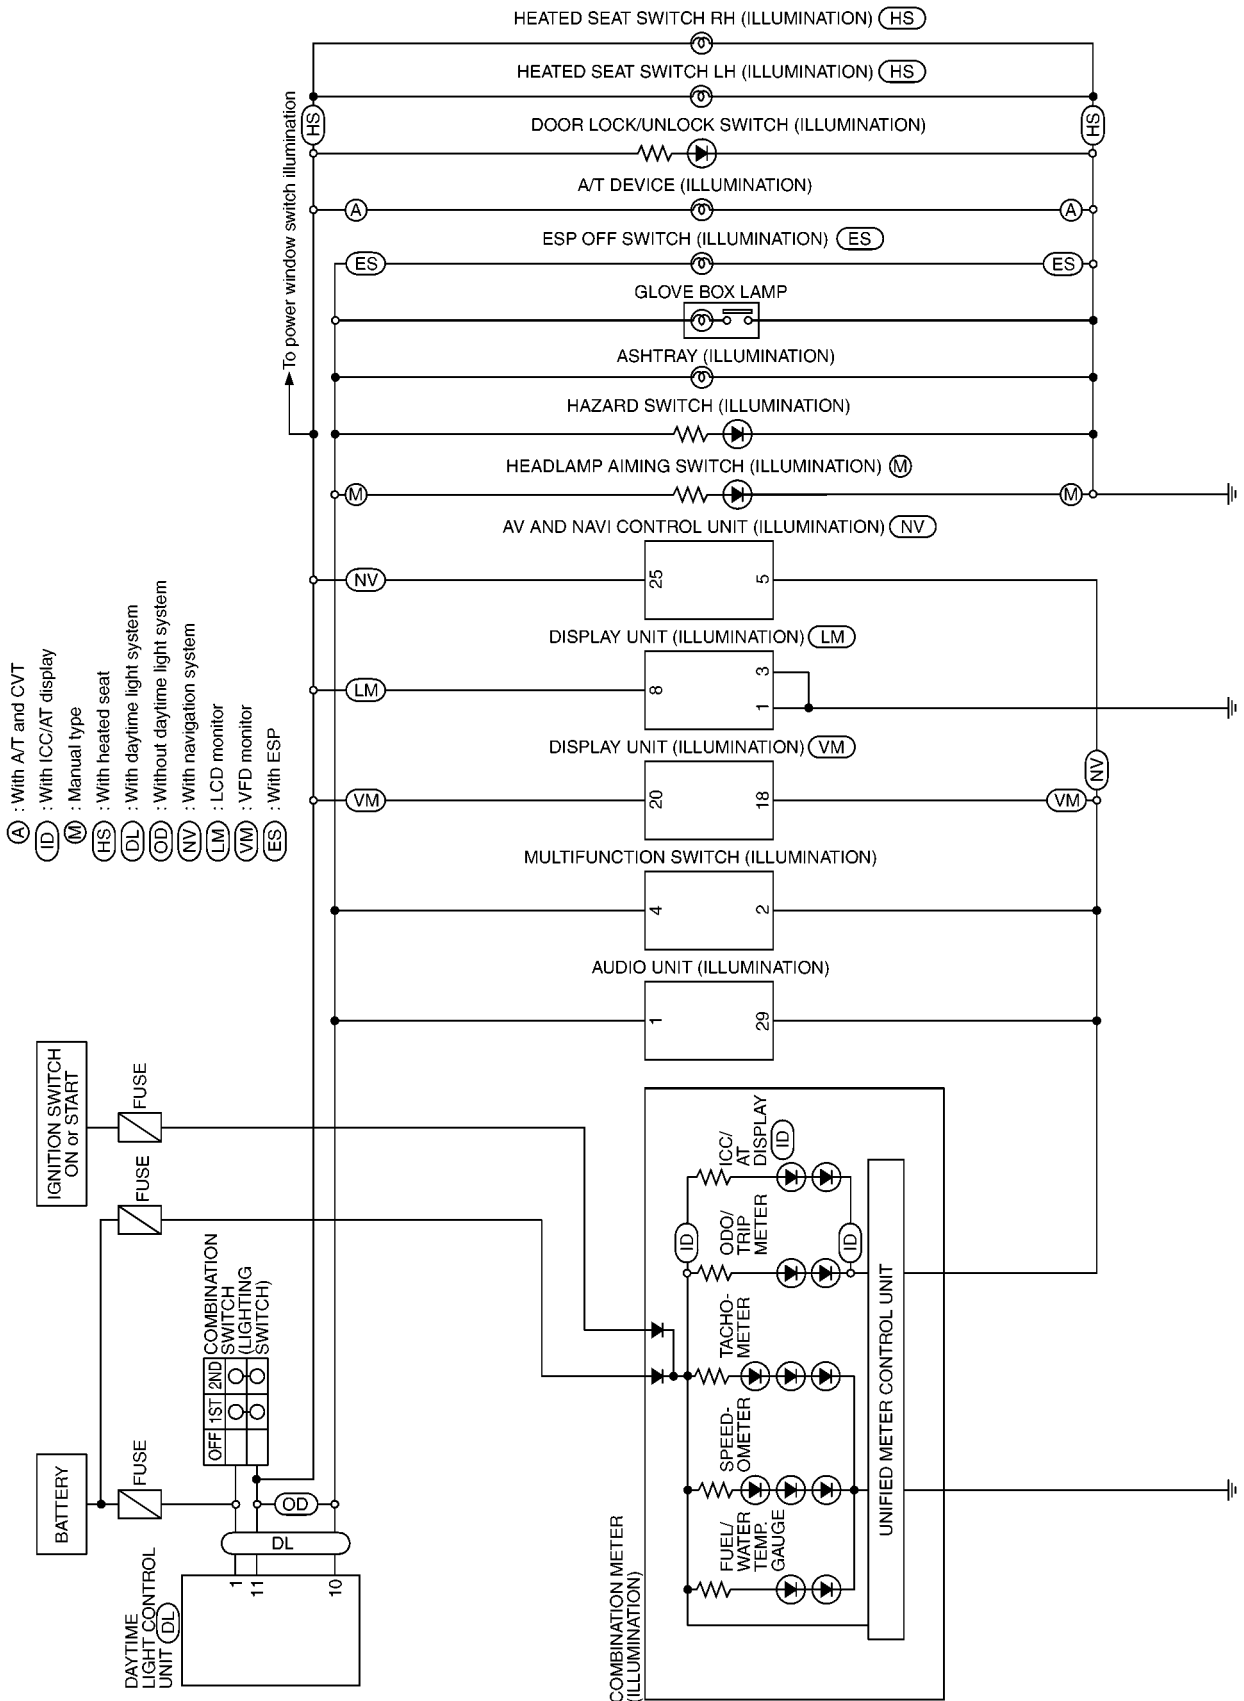 HEATED SEAT SWITCH RH (ILLUMINATION) HS
HEATED SEAT SWITCH LH (ILLUMINATION) HS
HS
HS
DOOR LOCK/UNLOCK SWITCH (ILLUMINATION)
To power window switch illumination
A/T DEVICE (ILLUMINATION)
A
A
ESP OFF SWITCH (ILLUMINATION) ES
ES
ES
GLOVE BOX LAMP
ASHTRAY (ILLUMINATION)
HAZARD SWITCH (ILLUMINATION)
HEADLAMP AIMING SWITCH (ILLUMINATION) M
M
M
AV AND NAVI CONTROL UNIT (ILLUMINATION) NV
NV
25
5
DISPLAY UNIT (ILLUMINATION) LM
LM
8
3
1
DISPLAY UNIT (ILLUMINATION) VM
VM
20
18
VM
NV
MULTIFUNCTION SWITCH (ILLUMINATION)
4
2
AUDIO UNIT (ILLUMINATION)
1
29
A : With A/T and CVT
ID : With ICC/AT display
M : Manual type
HS : With heated seat
DL : With daytime light system
OD : Without daytime light system
NV : With navigation system
LM : LCD monitor
VM : VFD monitor
ES : With ESP
IGNITION SWITCH
ON or START
FUSE
FUSE
BATTERY
FUSE
COMBINATION
SWITCH
(LIGHTING
SWITCH)
OFF 1ST 2ND
OD
DL
1
11
10
DAYTIME
LIGHT CONTROL
UNIT DL
COMBINATION METER
(ILLUMINATION)
ICC/
AT
DISPLAY
ID
ID
ODO/
TRIP
METER
ID
TACHO-
METER
SPEED-
OMETER
FUEL/
WATER
TEMP.
GAUGE
UNIFIED METER CONTROL UNIT